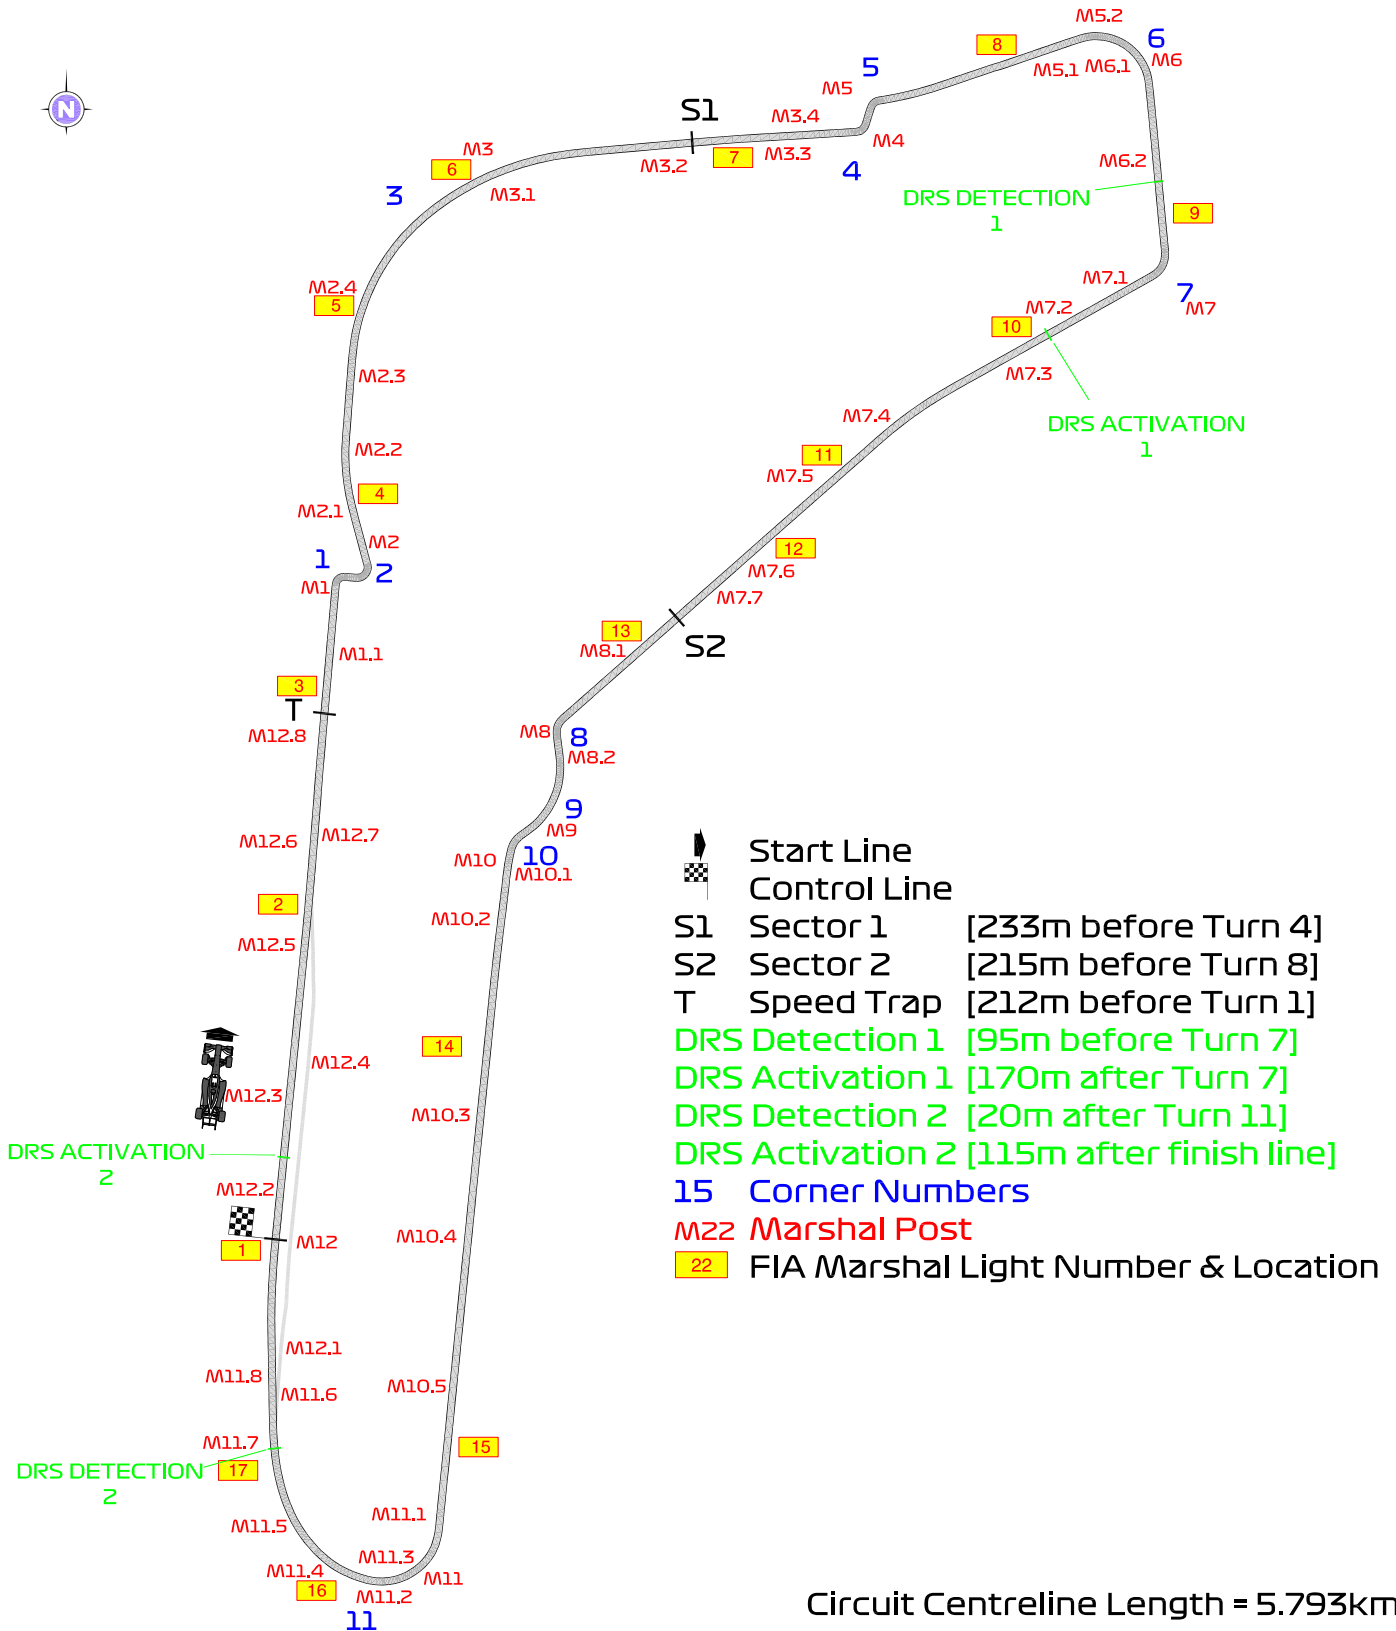 M5.2
8
6
M5.1
M6.1
M6
5
M5
N
S1
M3.4
M4
M3
M3.2
7
M3.3
4
6
M3.1
3
M6.2
DRS DETECTION
1
9
M2.4
5
M7.1
7
M7
M7.2
10
M7.3
M2.3
M7.4
DRS ACTIVATION
1
M2.2
11
M7.5
4
M2.1
M2
12
1
2
M7.6
M1
M7.7
13
M8.1
S2
M1.1
3
T
M12.8
M8
8
M8.2
9
M9
M12.6
M12.7
M10
10
M10.1
2
M10.2
M12.5
M12.4
14
M12.3
M10.3
DRS ACTIVATION
2
M12.2
M10.4
M12
1
M12.1
M11.8
M11.6
M10.5
M11.7
15
DRS DETECTION
2
17
M11.1
M11.5
M11.3
M11.4
M11
16
M11.2
11
Start Line
Control Line
S1 Sector 1 [233m before Turn 4]
S2 Sector 2 [215m before Turn 8]
T Speed Trap [212m before Turn 1]
DRS Detection 1 [95m before Turn 7]
DRS Activation 1 [170m after Turn 7]
DRS Detection 2 [20m after Turn 11]
DRS Activation 2 [115m after finish line]
15 Corner Numbers
M22 Marshal Post
22 FIA Marshal Light Number & Location
Circuit Centreline Length = 5.793km